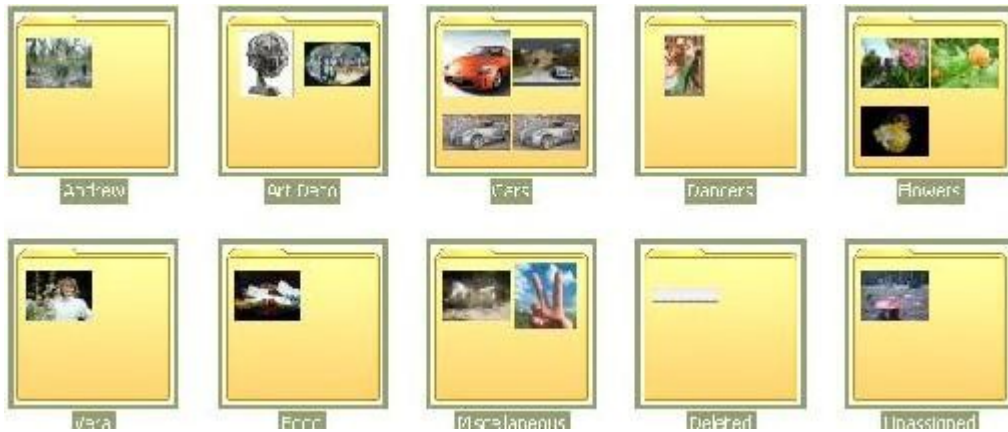 Andrew
Art Deco
Cars
Dancers
Flowers
Vera
Miscellaneous
Deleted
Unassigned